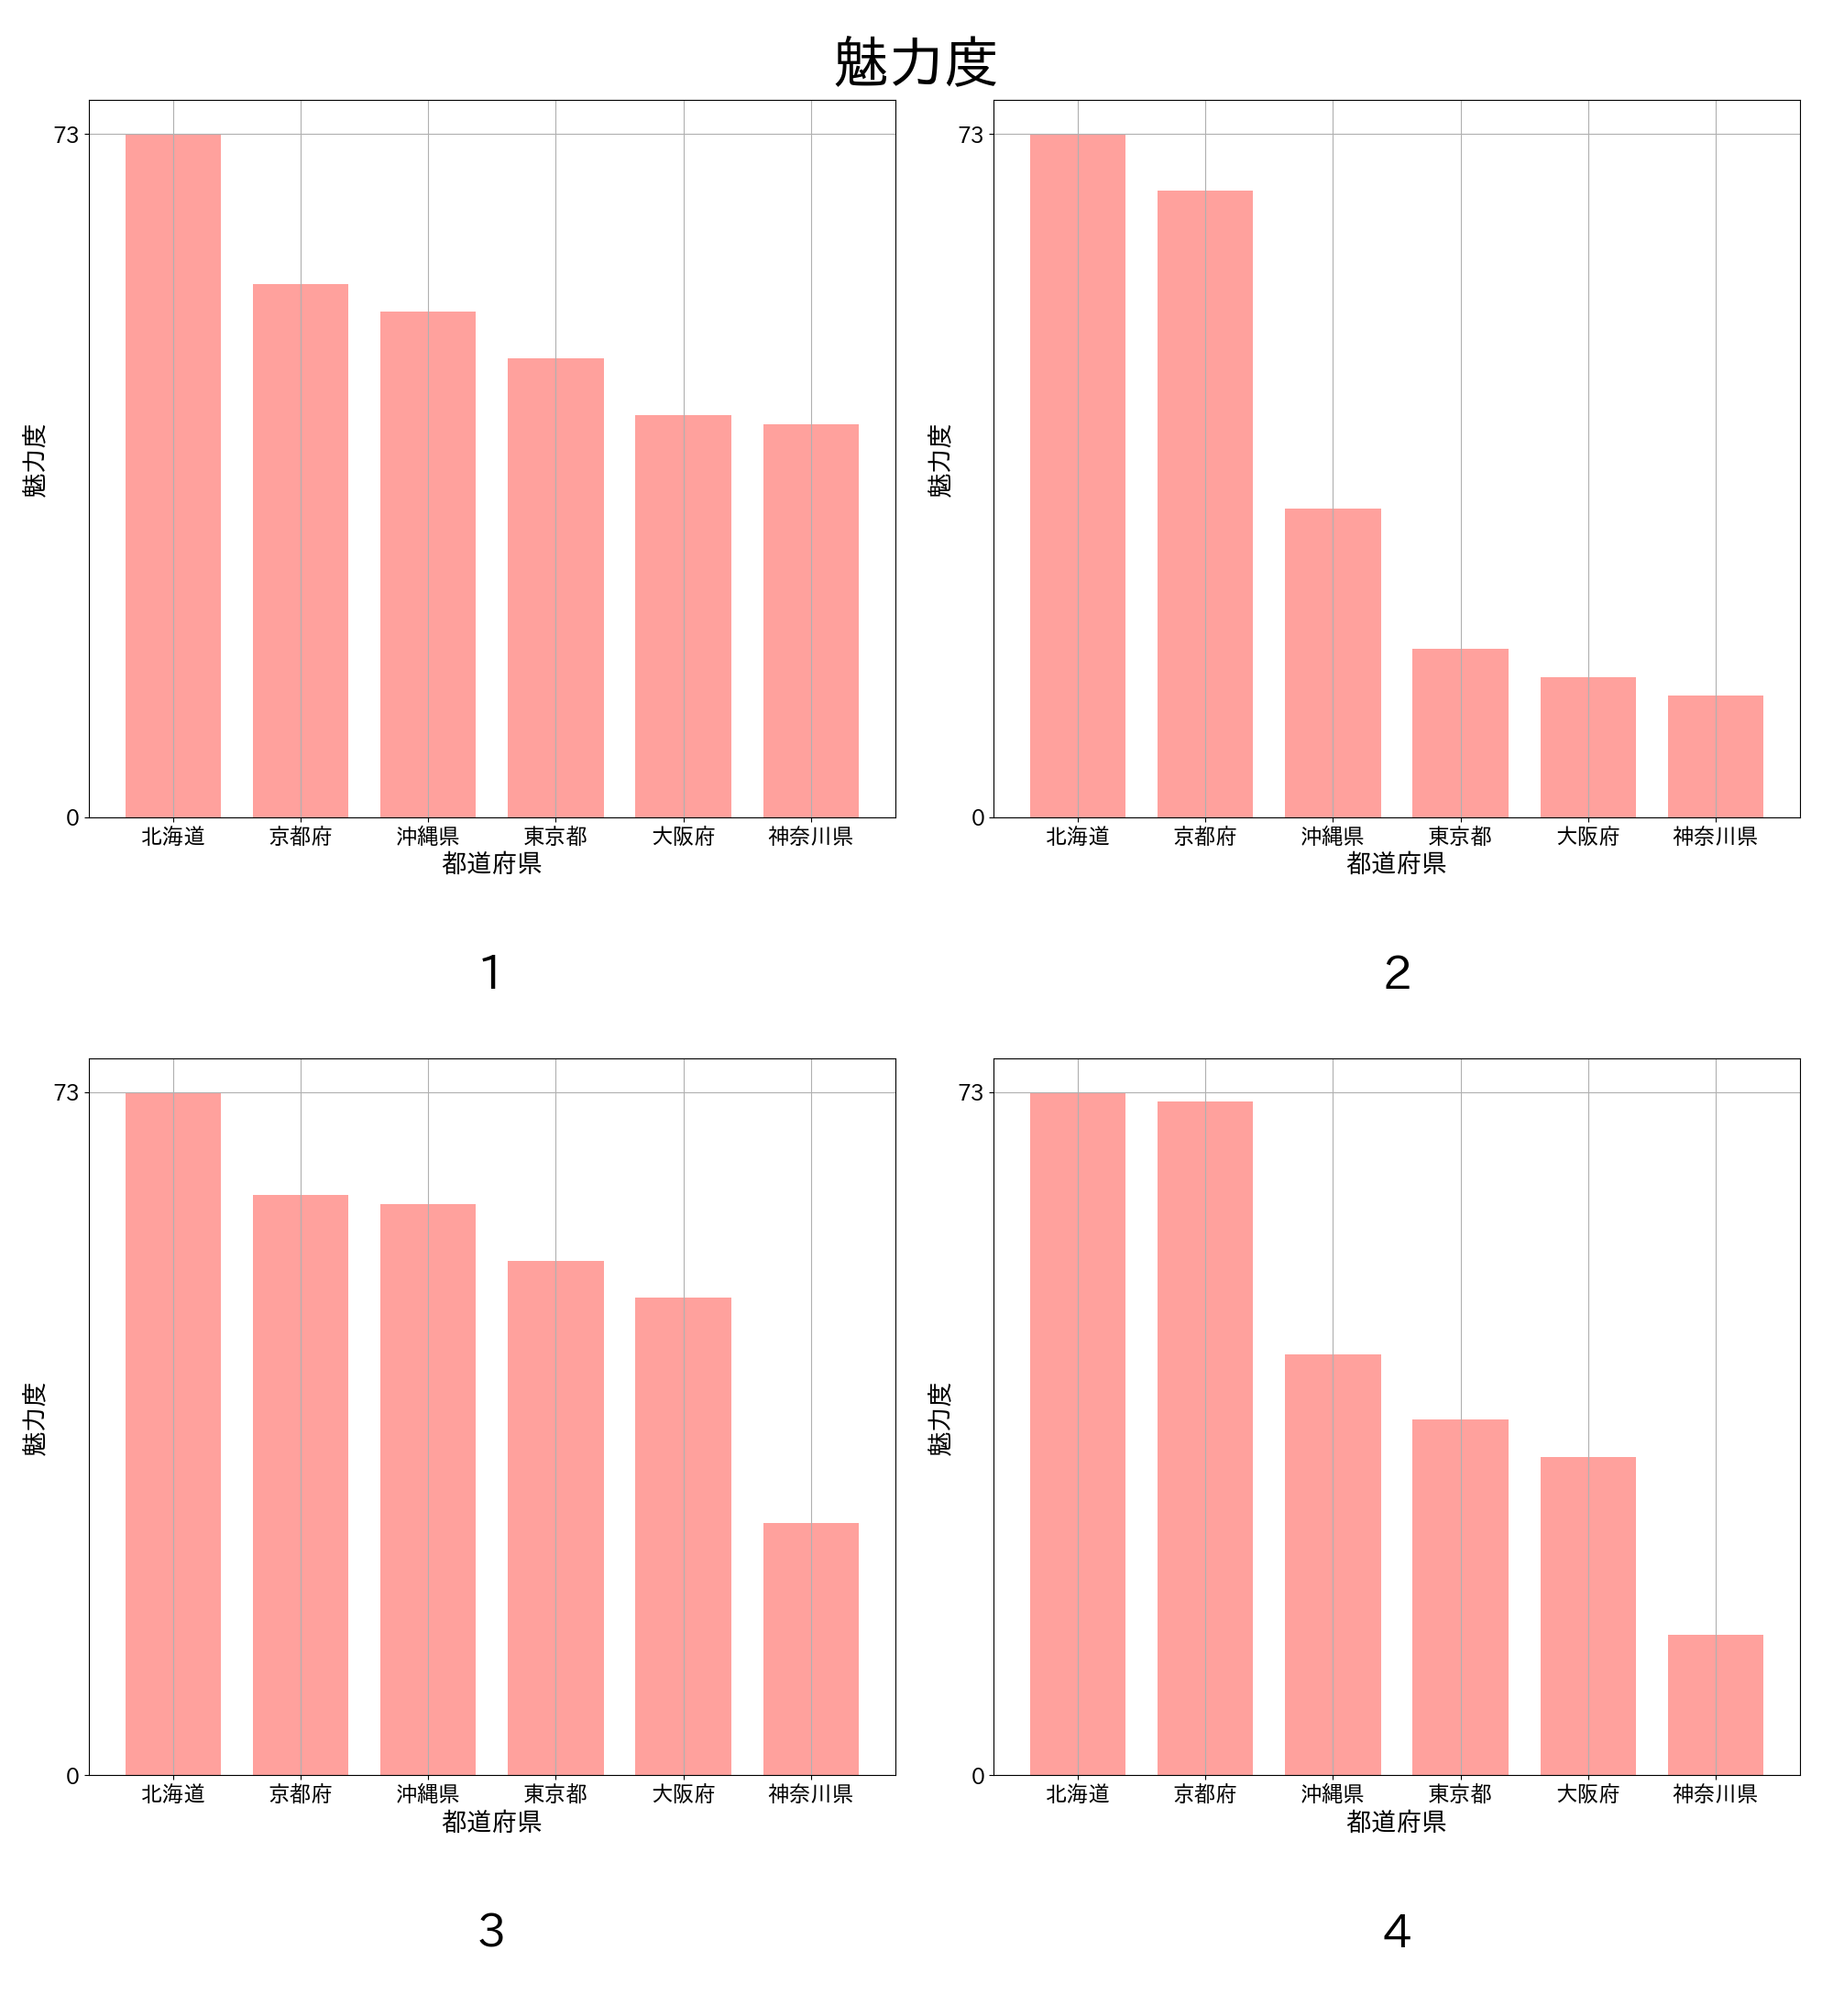 魅力度
73
0
魅力度
北海道 京都府 沖縄県 東京都 大阪府 神奈川県
都道府県
1
73
0
魅力度
北海道 京都府 沖縄県 東京都 大阪府 神奈川県
都道府県
2
73
0
魅力度
北海道 京都府 沖縄県 東京都 大阪府 神奈川県
都道府県
3
73
0
魅力度
北海道 京都府 沖縄県 東京都 大阪府 神奈川県
都道府県
4